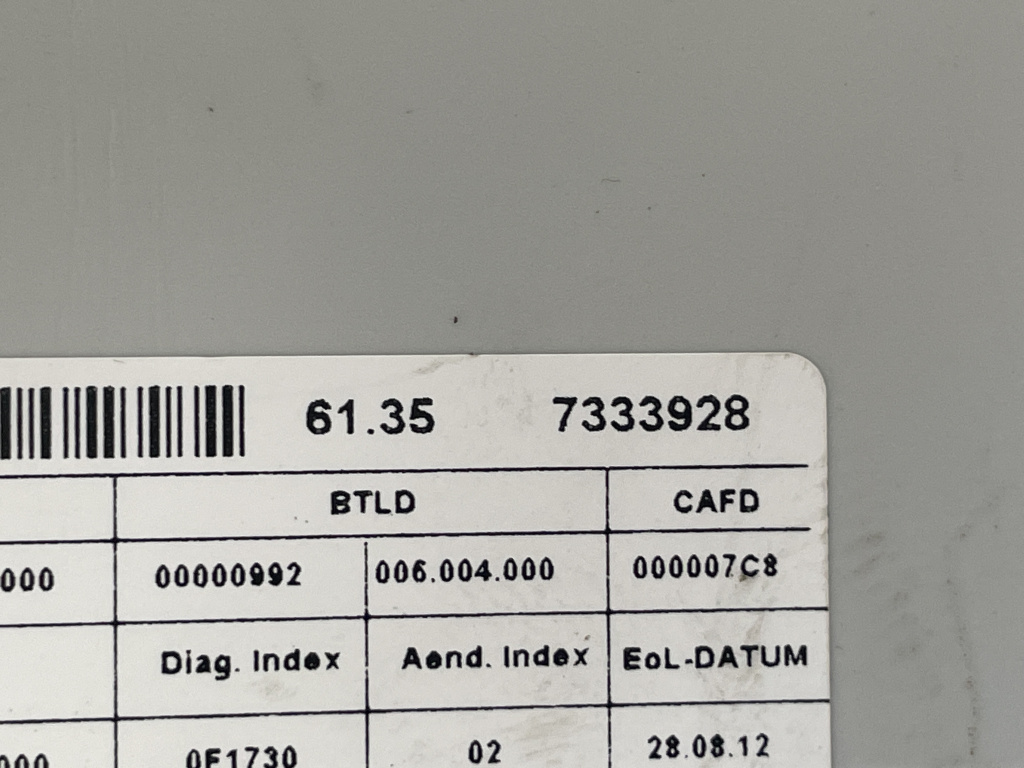 61.35 7333928
BTLD CAFD
000 00000992 006.004.000 000007C8
Diag. Index Aend. Index EoL-DATUM
000 0F1730 02 28.08.12